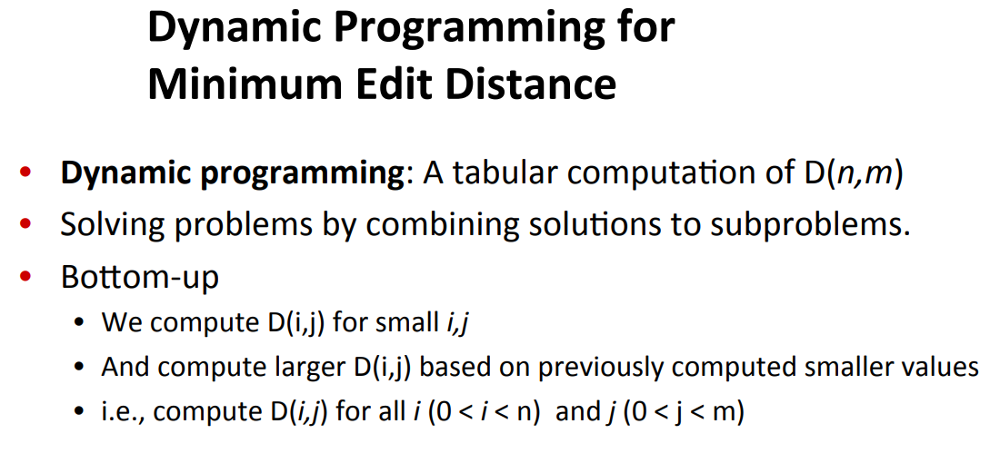 Dynamic Programming for
Minimum Edit Distance
• Dynamic programming: A tabular computation of D(n,m)
• Solving problems by combining solutions to subproblems.
• Bottom-up
• We compute D(i,j) for small i,j
• And compute larger D(i,j) based on previously computed smaller values
• i.e., compute D(i,j) for all i (0 < i < n) and j (0 < j < m)